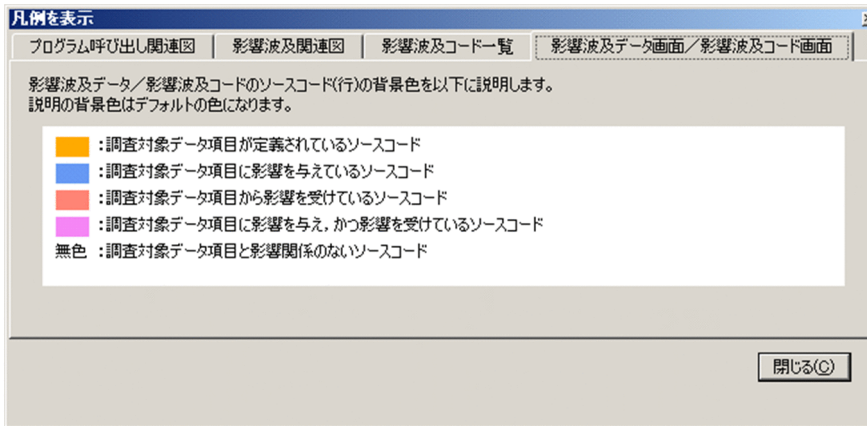 凡例を表示
プログラム呼び出し関連図 影響波及関連図 影響波及コード一覧 影響波及データ画面／影響波及コード画面
影響波及データ／影響波及コードのソースコード(行)の背景色を以下に説明します。
説明の背景色はデフォルトの色になります。
：調査対象データ項目が定義されているソースコード
：調査対象データ項目に影響を与えているソースコード
：調査対象データ項目から影響を受けているソースコード
：調査対象データ項目に影響を与え，かつ影響を受けているソースコード
無色 ：調査対象データ項目と影響関係のないソースコード
閉じる(C)